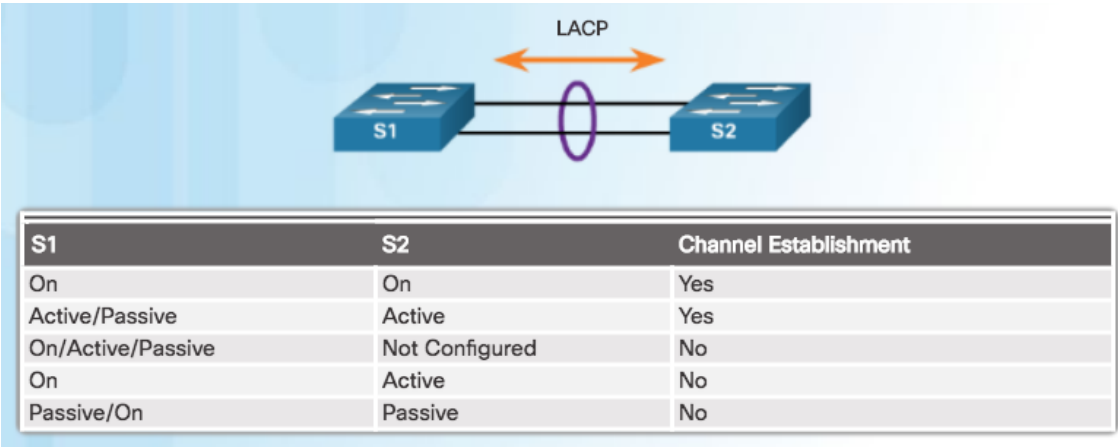 LACP
S1
S2
S1 S2 Channel Establishment
On On Yes
Active/Passive Active Yes
On/Active/Passive Not Configured No
On Active No
Passive/On Passive No